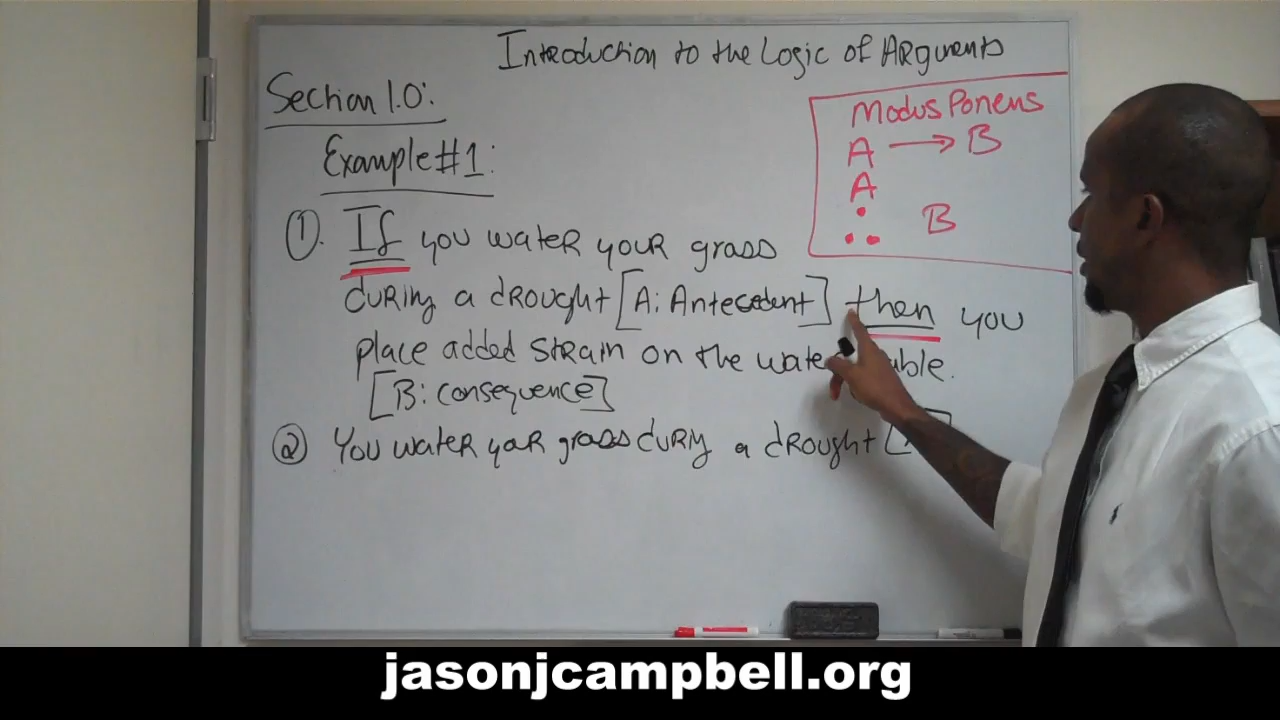 Introduction to the Logic of Arguments
Section 1.0:
Example #1:
Modus Ponens
A → B
A
∴ B
①. If you water your grass
during a drought [A: Antecedent] then you
place added strain on the water
[B: consequence]
② You water your grass during a drought [
jasonjcampbell.org